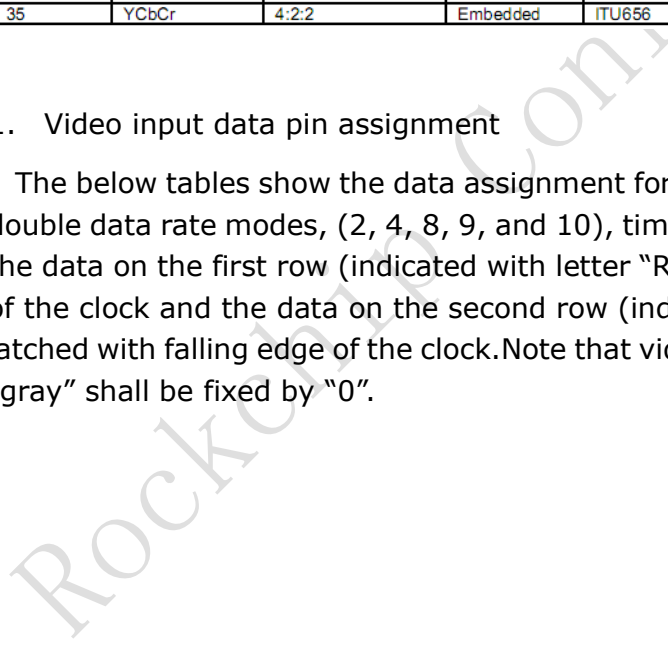 35 YCbCr 4:2:2 Embedded ITU656
. Video input data pin assignment
The below tables show the data assignment for
double data rate modes, (2, 4, 8, 9, and 10), tim
he data on the first row (indicated with letter “R
of the clock and the data on the second row (ind
atched with falling edge of the clock.Note that vid
gray” shall be fixed by “0”.
Rockchip Con